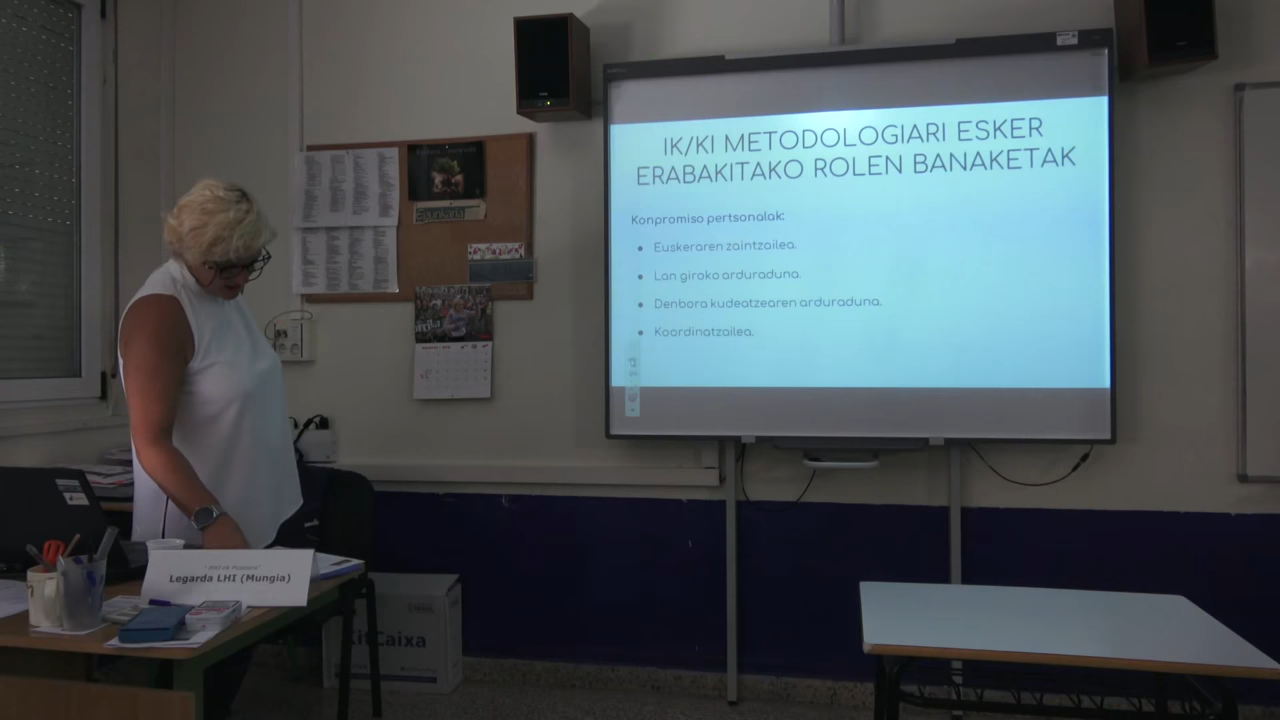 IK/KI METODOLOGIARI ESKER
ERABAKITAKO ROLEN BANAKETAK
Konpromiso pertsonalak:
Euskeraren zaintzailea.
Lan giroko arduraduna.
Denbora kudeatzearen arduraduna.
Koordinatzailea.
Legarda LHI (Mungia)
KitCaixa